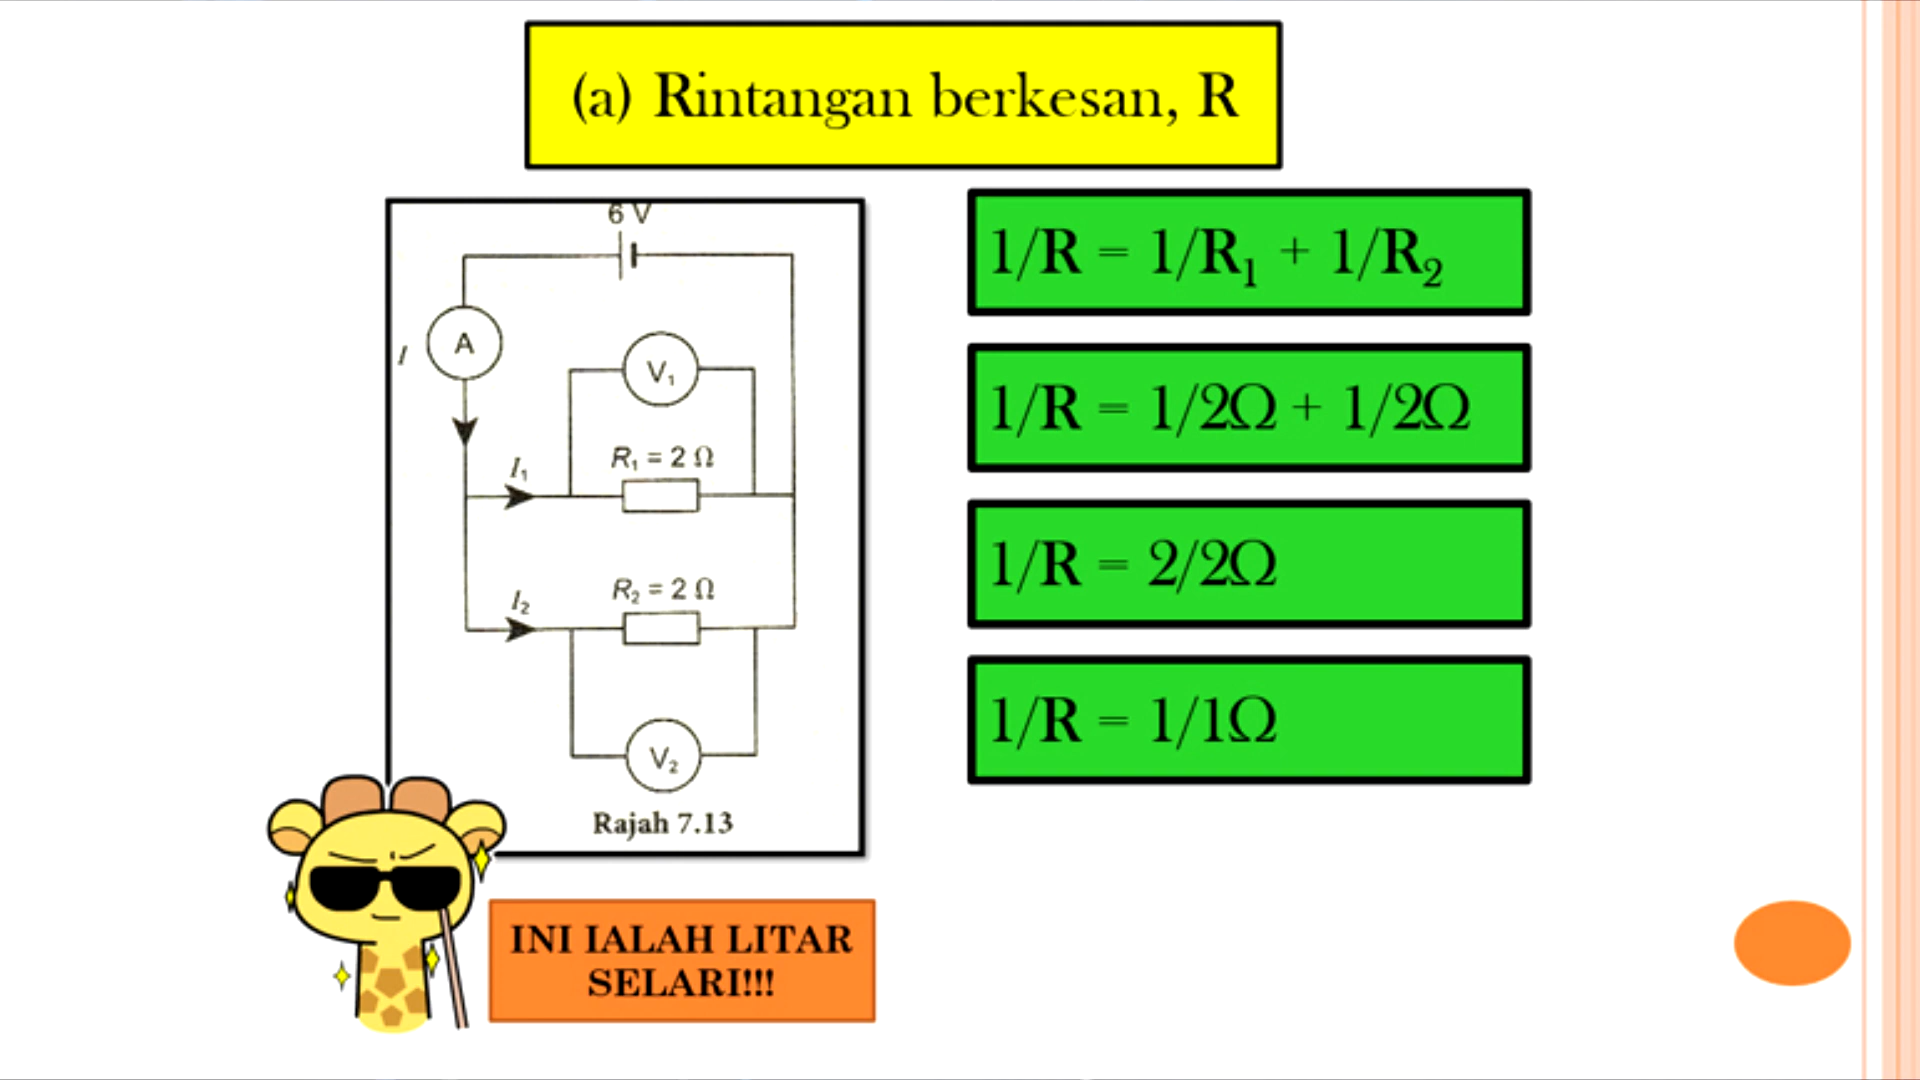 (a) Rintangan berkesan, R
6 V
A
I
V₁
R₁ = 2 Ω
I₁
R₂ = 2 Ω
I₂
V₂
Rajah 7.13
1/R = 1/R₁ + 1/R₂
1/R = 1/2Ω + 1/2Ω
1/R = 2/2Ω
1/R = 1/1Ω
INI IALAH LITAR
SELARI!!!